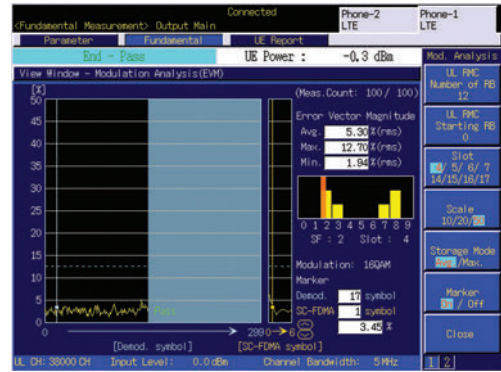 Connected
<Fundamental Measurement> Output Main
Phone-2
LTE
Phone-1
LTE
Parameter
Fundamental
UE Report
End - Pass
UE Power :
-0.3 dBm
Mod. Analysis
View Window - Modulation Analysis(EVM)
UL RMC
Number of RB
12
[%]
(Meas.Count: 100 / 100)
50
45
40
35
30
25
20
15
10
5
0
Error Vector Magnitude
Avg. 5.30 %(rms)
Max. 12.70 %(rms)
Min. 1.94 %(rms)
UL RMC
Starting RB
0
Slot
/ 5/ 6/ 7
14/15/16/17
0 1 2 3 4 5 6 7 8 9
SF : 2 Slot : 4
Scale
10/20/50
Modulation: 16QAM
Marker
Demod. 17 symbol
SC-FDMA 1 symbol
3.45 %
Storage Mode
Avg./Max.
Marker
On / Off
Pass
0
299 0
6
[Demod. symbol]
[SC-FDMA symbol]
Close
UL CH: 38000 CH Input Level: 0.0 dBm Channel Bandwidth: 5 MHz
1 2